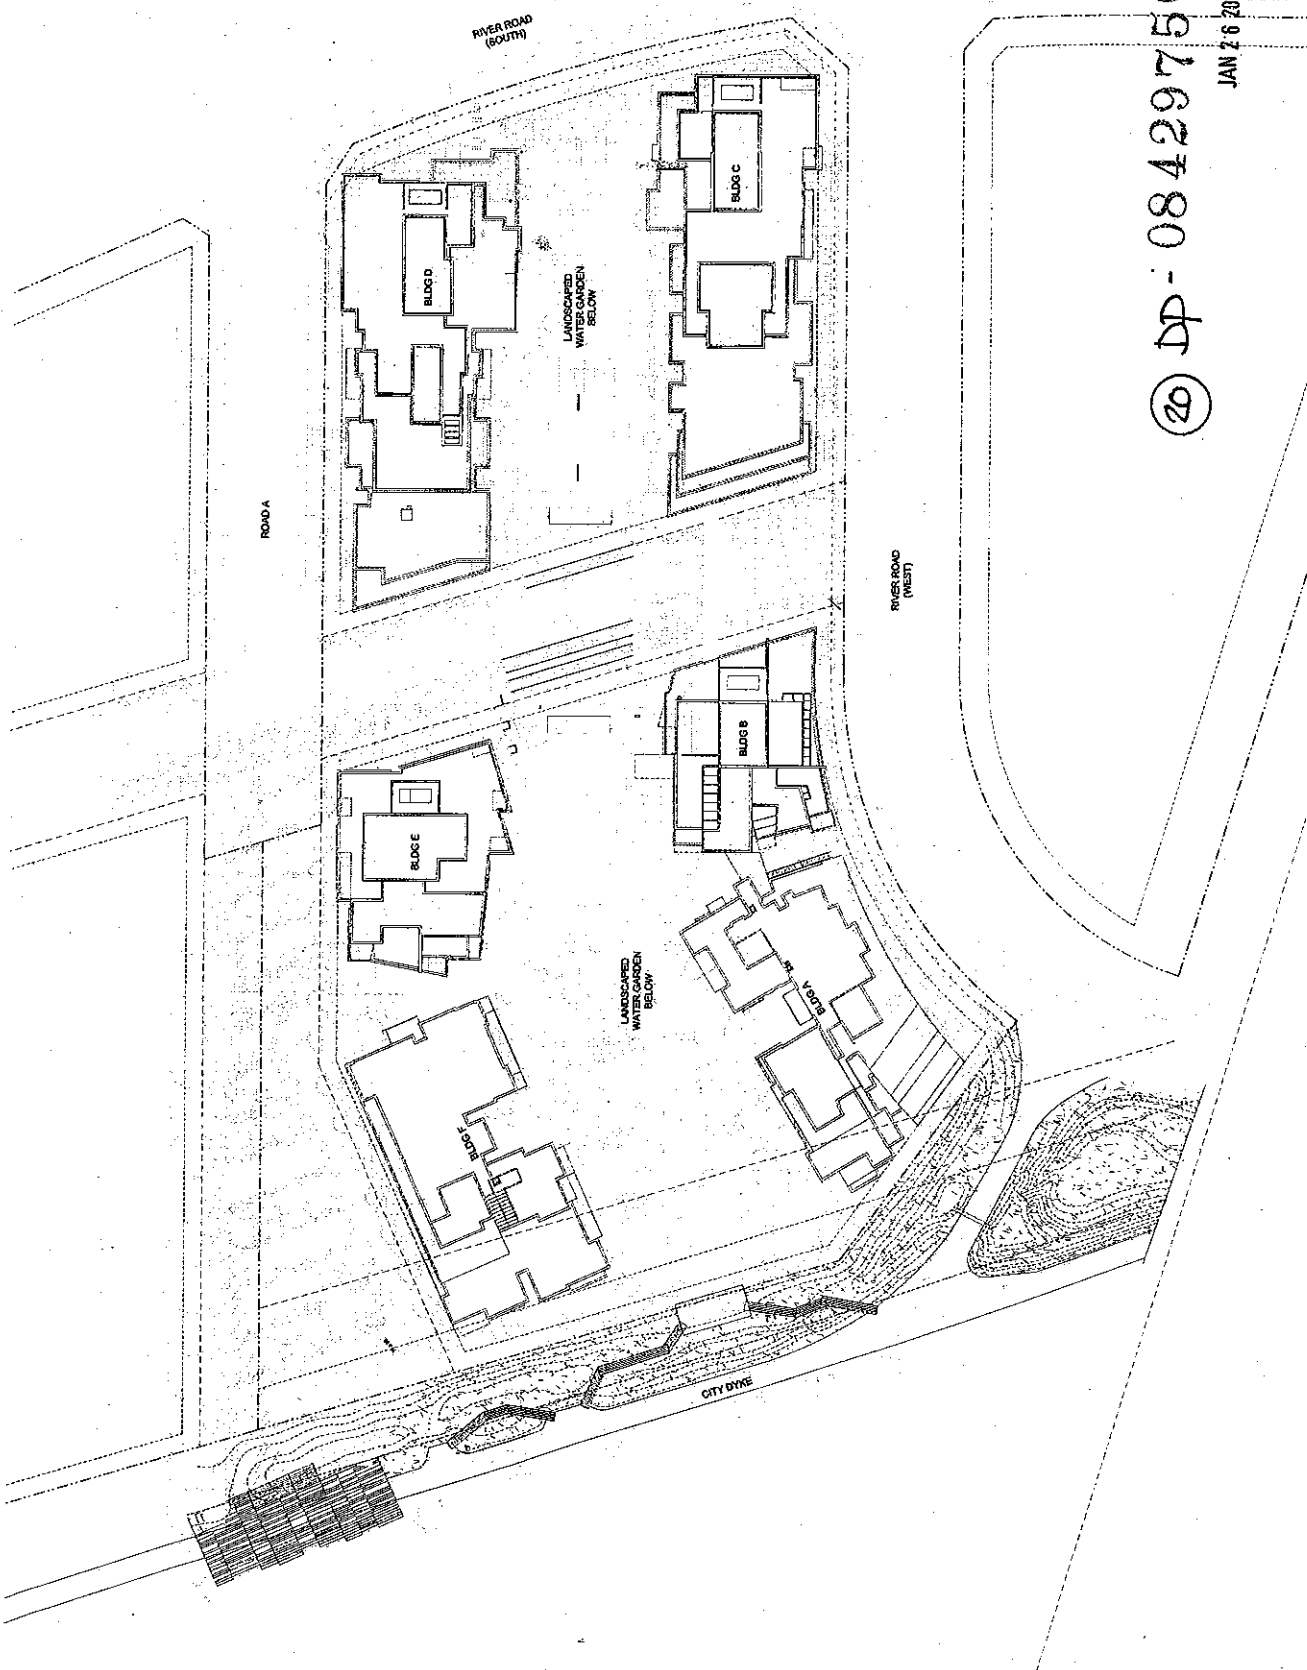 RIVER ROAD
(SOUTH)
BLDG D
BLDG C
LANDSCAPED
WATER GARDEN
BELOW
ROAD A
RIVER ROAD
(WEST)
BLDG B
BLDG E
LANDSCAPED
WATER GARDEN
BELOW
BLDG A
BLDG F
CITY DYKE
20 DP - 0842975
JAN 26 20